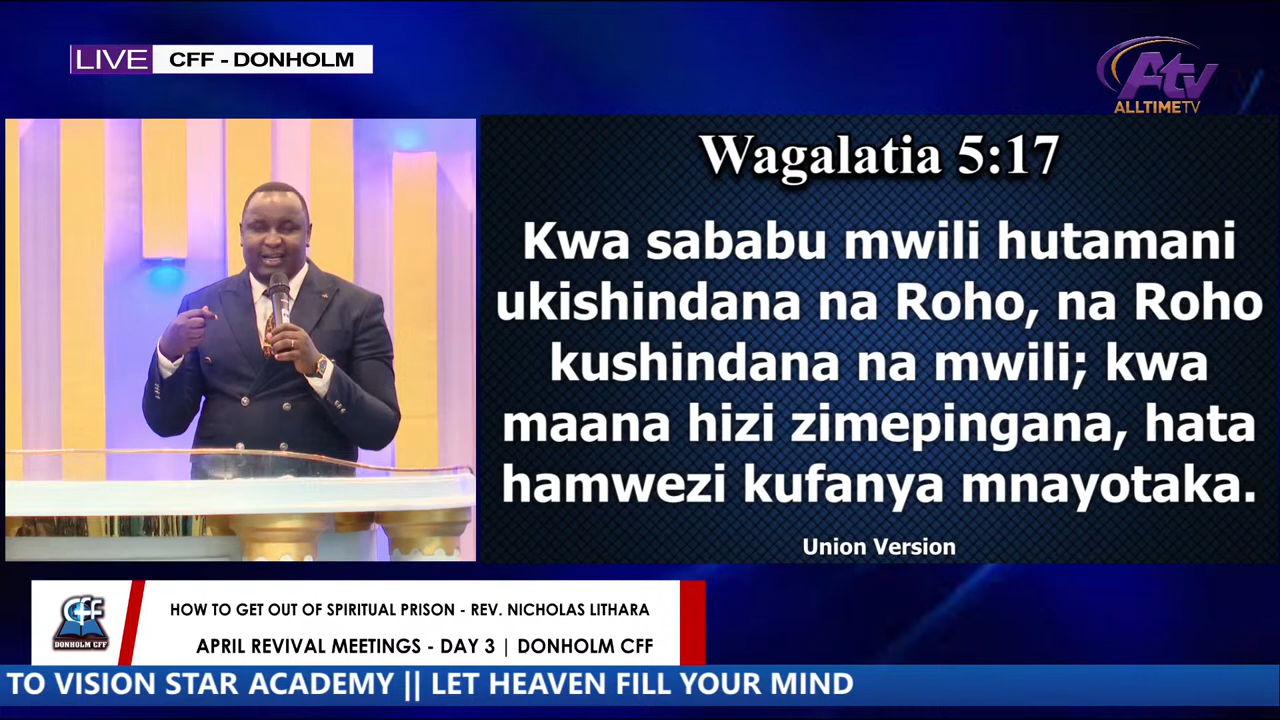 LIVE CFF - DONHOLM
Atv
ALLTIMETV
Wagalatia 5:17
Kwa sababu mwili hutamani
ukishindana na Roho, na Roho
kushindana na mwili; kwa
maana hizi zimepingana, hata
hamwezi kufanya mnayotaka.
Union Version
CFF
DONHOLM CFF
HOW TO GET OUT OF SPIRITUAL PRISON - REV. NICHOLAS LITHARA
APRIL REVIVAL MEETINGS - DAY 3 | DONHOLM CFF
TO VISION STAR ACADEMY || LET HEAVEN FILL YOUR MIND